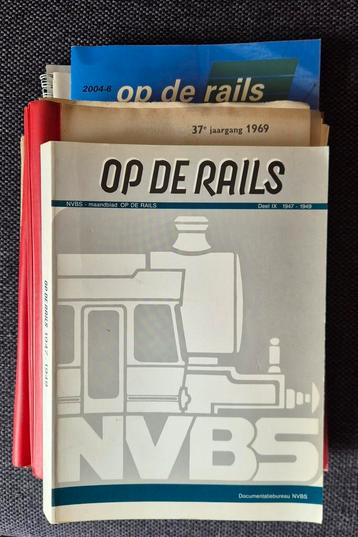 2004-6
op de rails
37e jaargang 1969
OP DE RAILS
NVBS - maandblad OP DE RAILS
Deel IX 1947 - 1949
NVBS
Documentatiebureau NVBS
OP DE RAILS 1947 - 1949